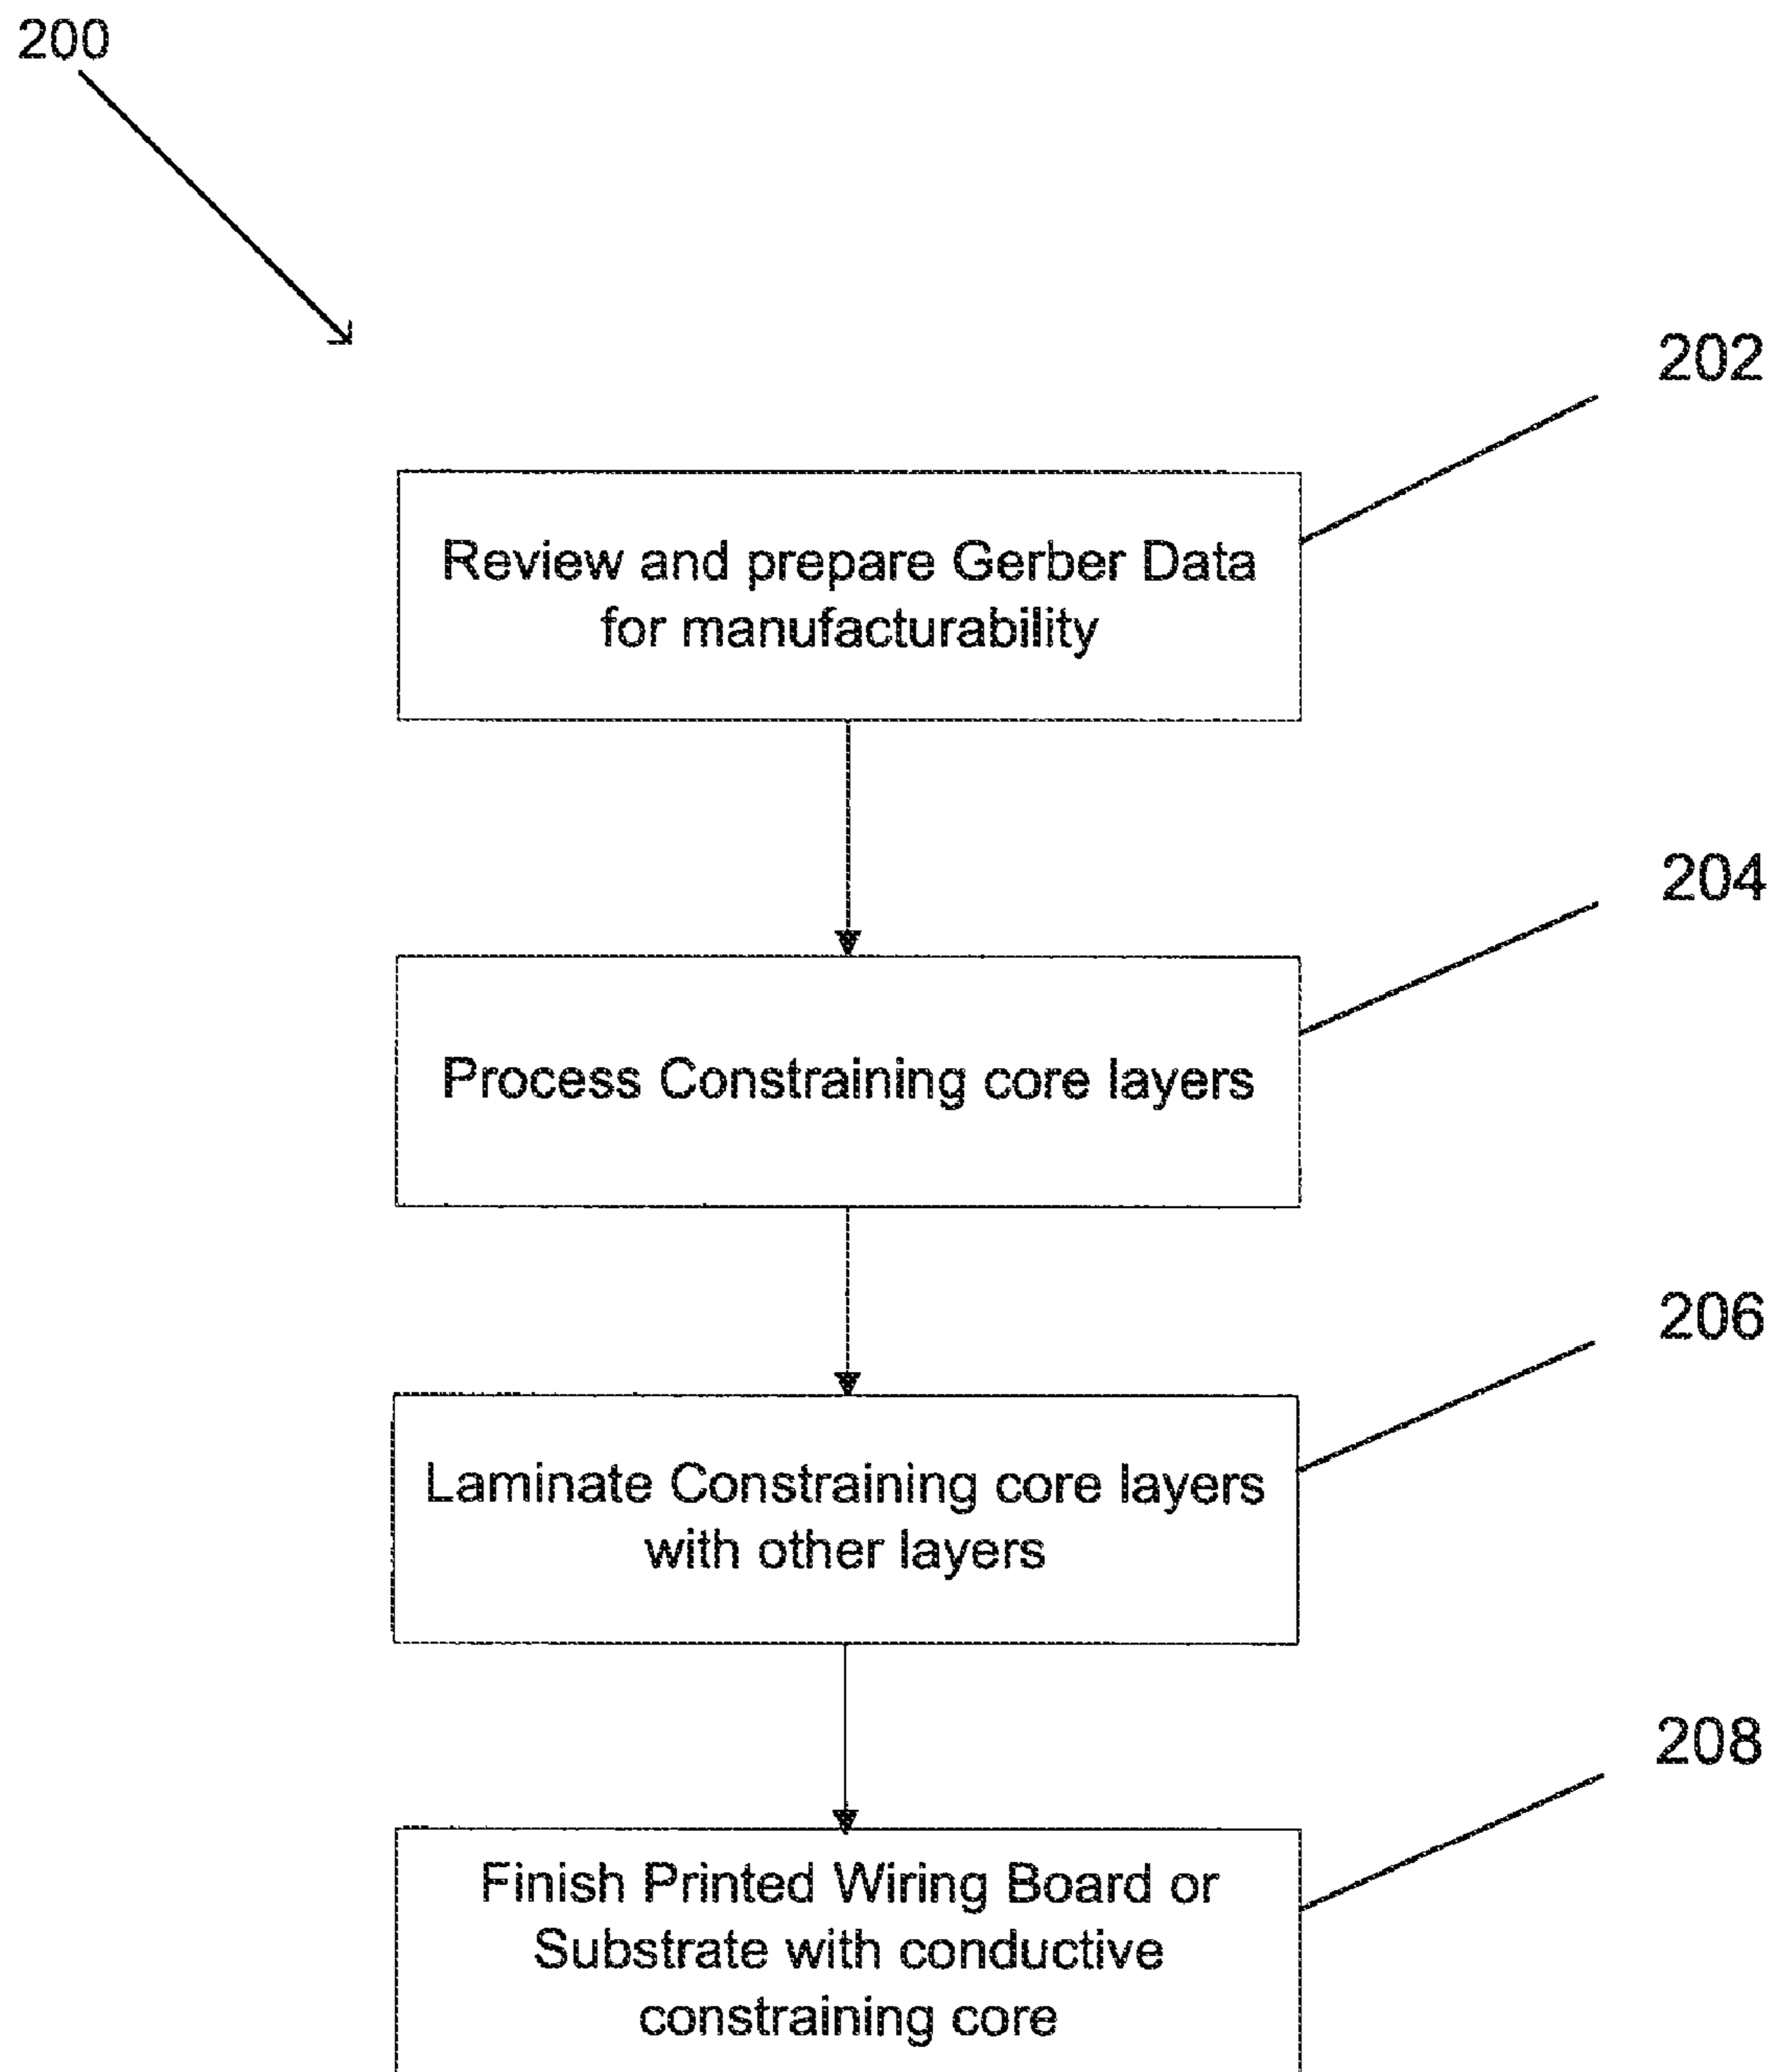 200
202
Review and prepare Gerber Data
for manufacturability
204
Process Constraining core layers
206
Laminate Constraining core layers
with other layers
208
Finish Printed Wiring Board or
Substrate with conductive
constraining core